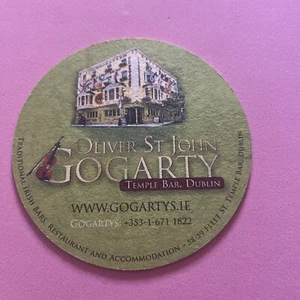 OLIVER ST JOHN
GOGARTY
TEMPLE BAR, DUBLIN
WWW.GOGARTYS.IE
GOGARTYS: +353-1-671 1822
TRADITIONAL IRISH BARS, RESTAURANT AND ACCOMMODATION - 58-59 FLEET ST, TEMPLE BAR, DUBLIN